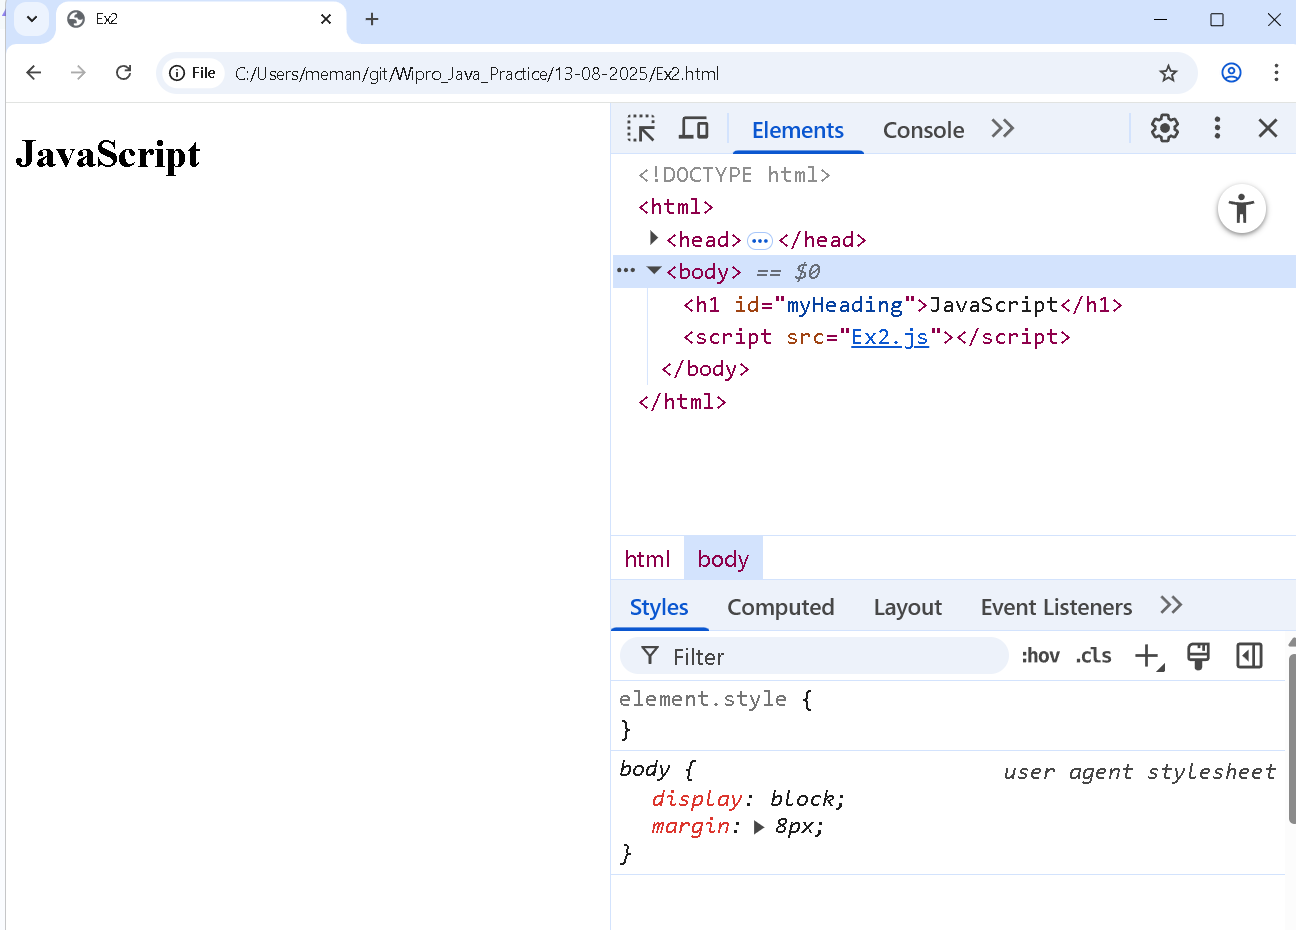 Ex2
File C:/Users/meman/git/Wipro_Java_Practice/13-08-2025/Ex2.html
JavaScript
Elements Console
<!DOCTYPE html>
<html>
<head> ••• </head>
••• <body> == $0
<h1 id="myHeading">JavaScript</h1>
<script src="Ex2.js"></script>
</body>
</html>
html body
Styles Computed Layout Event Listeners
Filter :hov .cls
element.style {
}
body { user agent stylesheet
display: block;
margin: 8px;
}